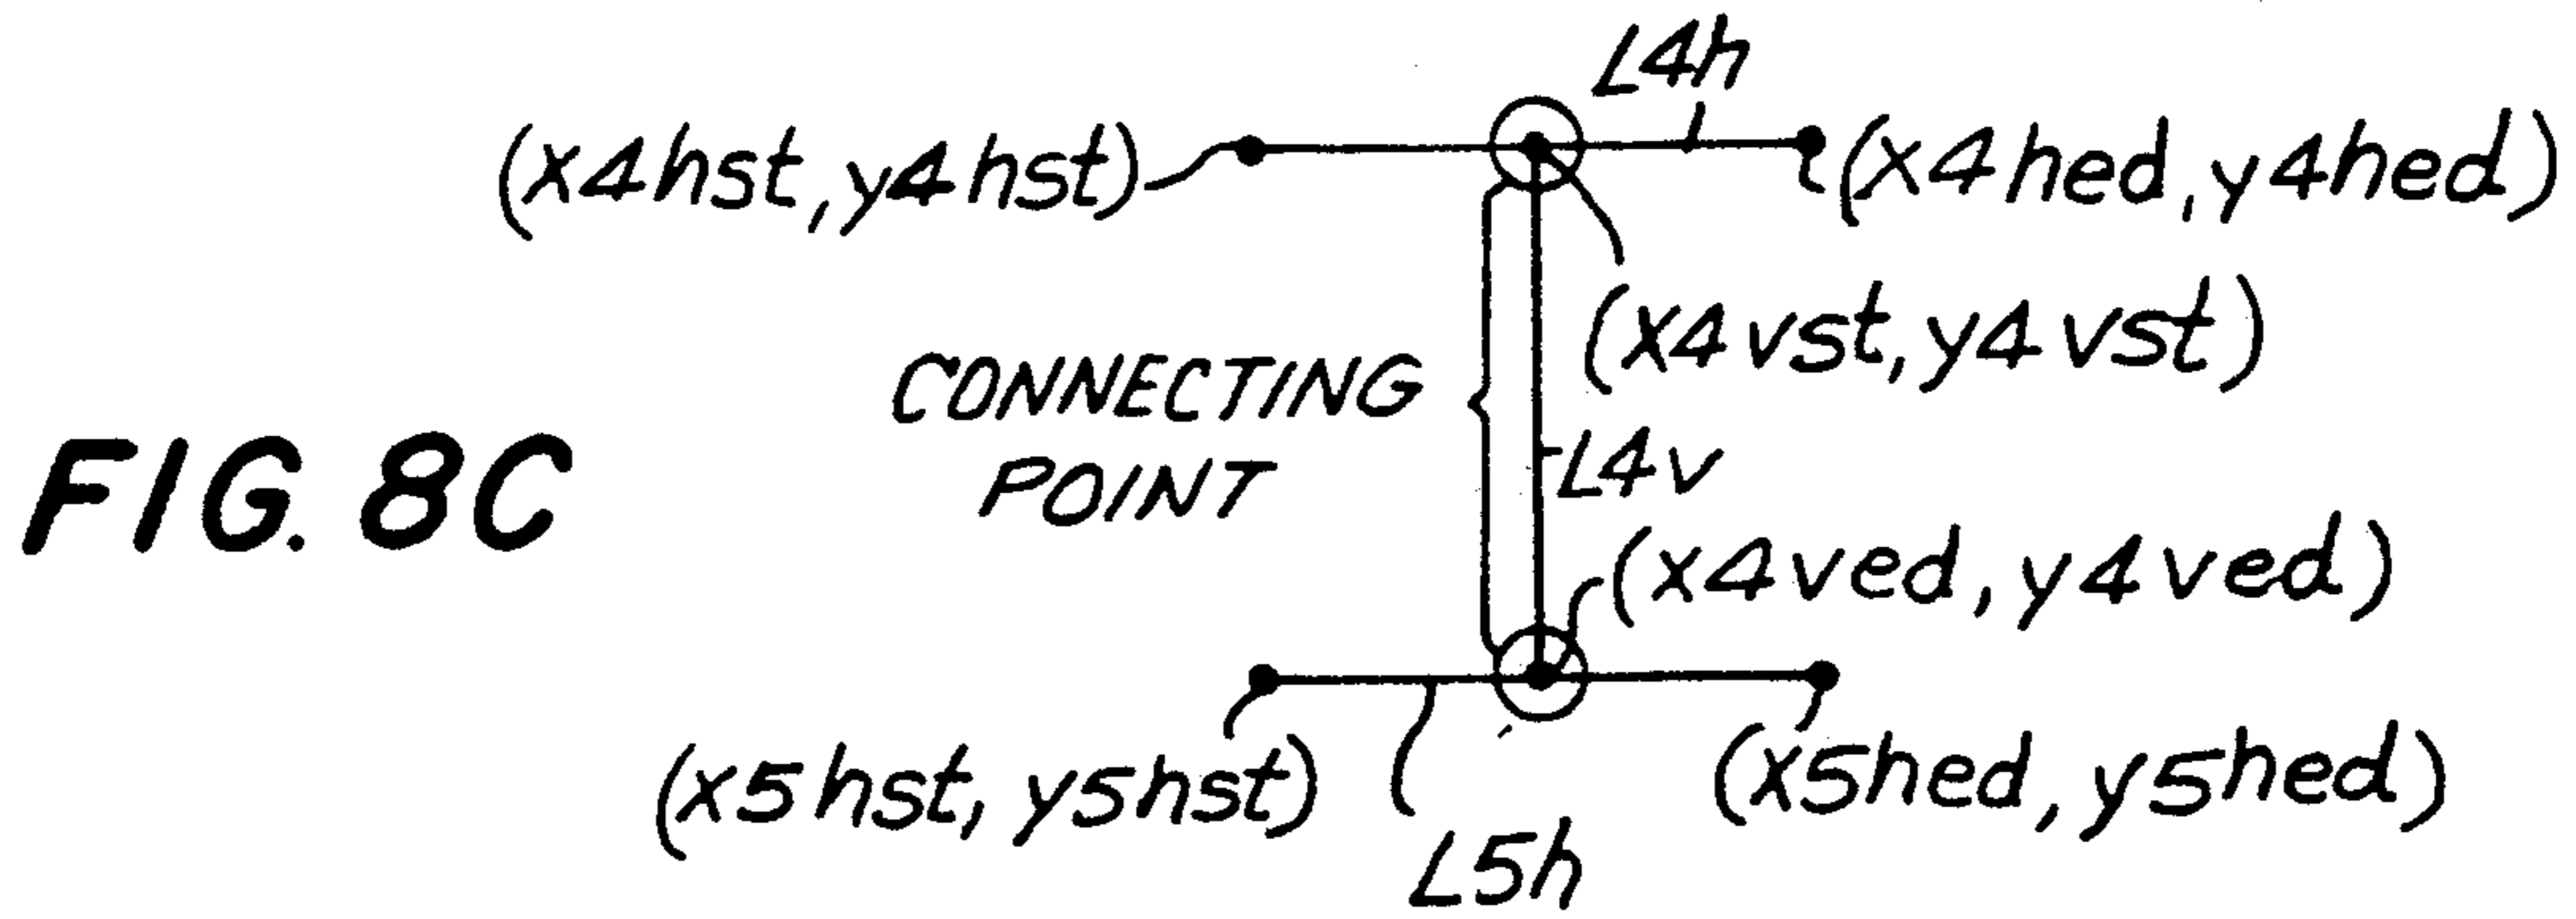 L4h
(x4hst, y4hst)
(x4hed, y4hed)
(x4vst, y4vst)
CONNECTING
POINT
L4v
FIG. 8C
(x4ved, y4ved)
(x5hst, y5hst)
(x5hed, y5hed)
L5h